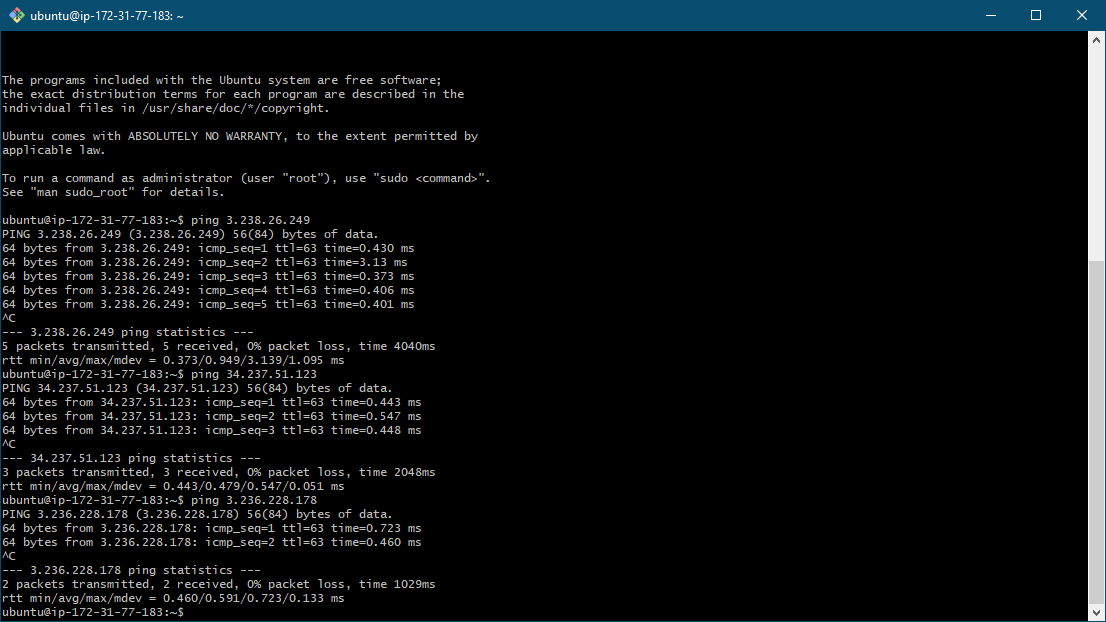 ubuntu@ip-172-31-77-183: ~
The programs included with the Ubuntu system are free software;
the exact distribution terms for each program are described in the
individual files in /usr/share/doc/*/copyright.
Ubuntu comes with ABSOLUTELY NO WARRANTY, to the extent permitted by
applicable law.
To run a command as administrator (user "root"), use "sudo <command>".
See "man sudo_root" for details.
ubuntu@ip-172-31-77-183:~$ ping 3.238.26.249
PING 3.238.26.249 (3.238.26.249) 56(84) bytes of data.
64 bytes from 3.238.26.249: icmp_seq=1 ttl=63 time=0.430 ms
64 bytes from 3.238.26.249: icmp_seq=2 ttl=63 time=3.13 ms
64 bytes from 3.238.26.249: icmp_seq=3 ttl=63 time=0.373 ms
64 bytes from 3.238.26.249: icmp_seq=4 ttl=63 time=0.406 ms
64 bytes from 3.238.26.249: icmp_seq=5 ttl=63 time=0.401 ms
^C
--- 3.238.26.249 ping statistics ---
5 packets transmitted, 5 received, 0% packet loss, time 4040ms
rtt min/avg/max/mdev = 0.373/0.949/3.139/1.095 ms
ubuntu@ip-172-31-77-183:~$ ping 34.237.51.123
PING 34.237.51.123 (34.237.51.123) 56(84) bytes of data.
64 bytes from 34.237.51.123: icmp_seq=1 ttl=63 time=0.443 ms
64 bytes from 34.237.51.123: icmp_seq=2 ttl=63 time=0.547 ms
64 bytes from 34.237.51.123: icmp_seq=3 ttl=63 time=0.448 ms
^C
--- 34.237.51.123 ping statistics ---
3 packets transmitted, 3 received, 0% packet loss, time 2048ms
rtt min/avg/max/mdev = 0.443/0.479/0.547/0.051 ms
ubuntu@ip-172-31-77-183:~$ ping 3.236.228.178
PING 3.236.228.178 (3.236.228.178) 56(84) bytes of data.
64 bytes from 3.236.228.178: icmp_seq=1 ttl=63 time=0.723 ms
64 bytes from 3.236.228.178: icmp_seq=2 ttl=63 time=0.460 ms
^C
--- 3.236.228.178 ping statistics ---
2 packets transmitted, 2 received, 0% packet loss, time 1029ms
rtt min/avg/max/mdev = 0.460/0.591/0.723/0.133 ms
ubuntu@ip-172-31-77-183:~$